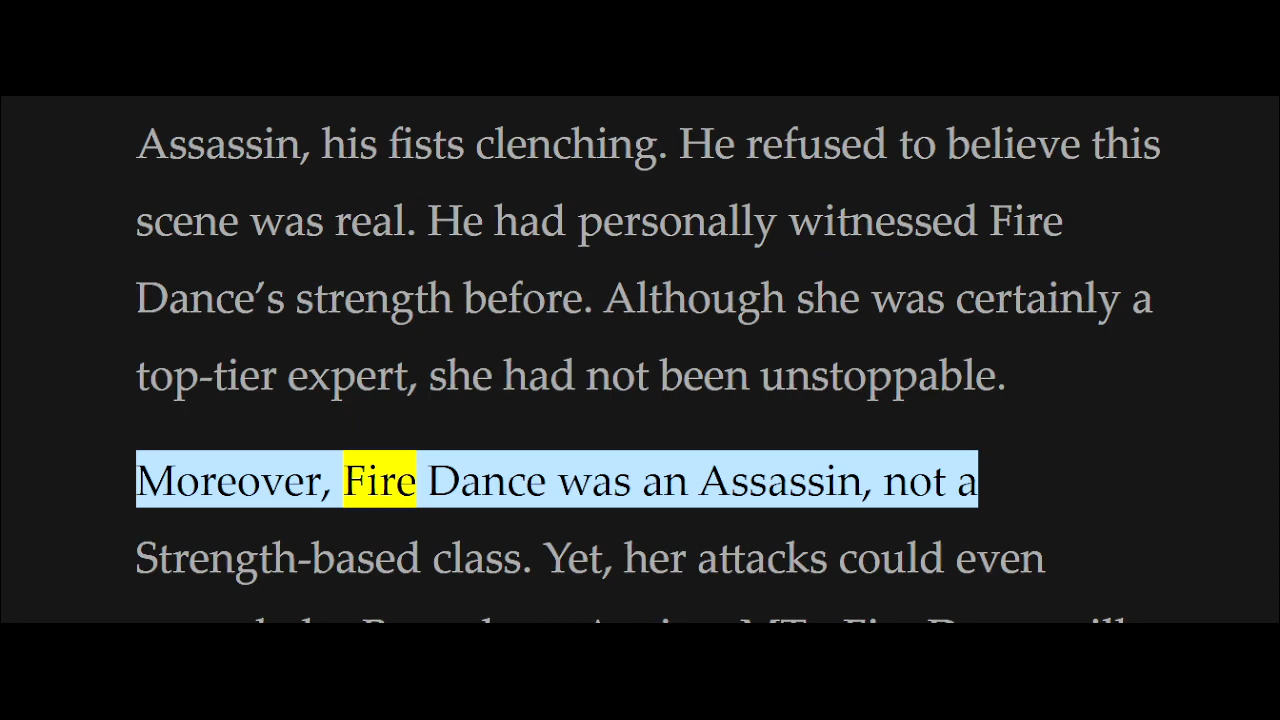 Assassin, his fists clenching. He refused to believe this
scene was real. He had personally witnessed Fire
Dance’s strength before. Although she was certainly a
top-tier expert, she had not been unstoppable.
Moreover, Fire Dance was an Assassin, not a
Strength-based class. Yet, her attacks could even